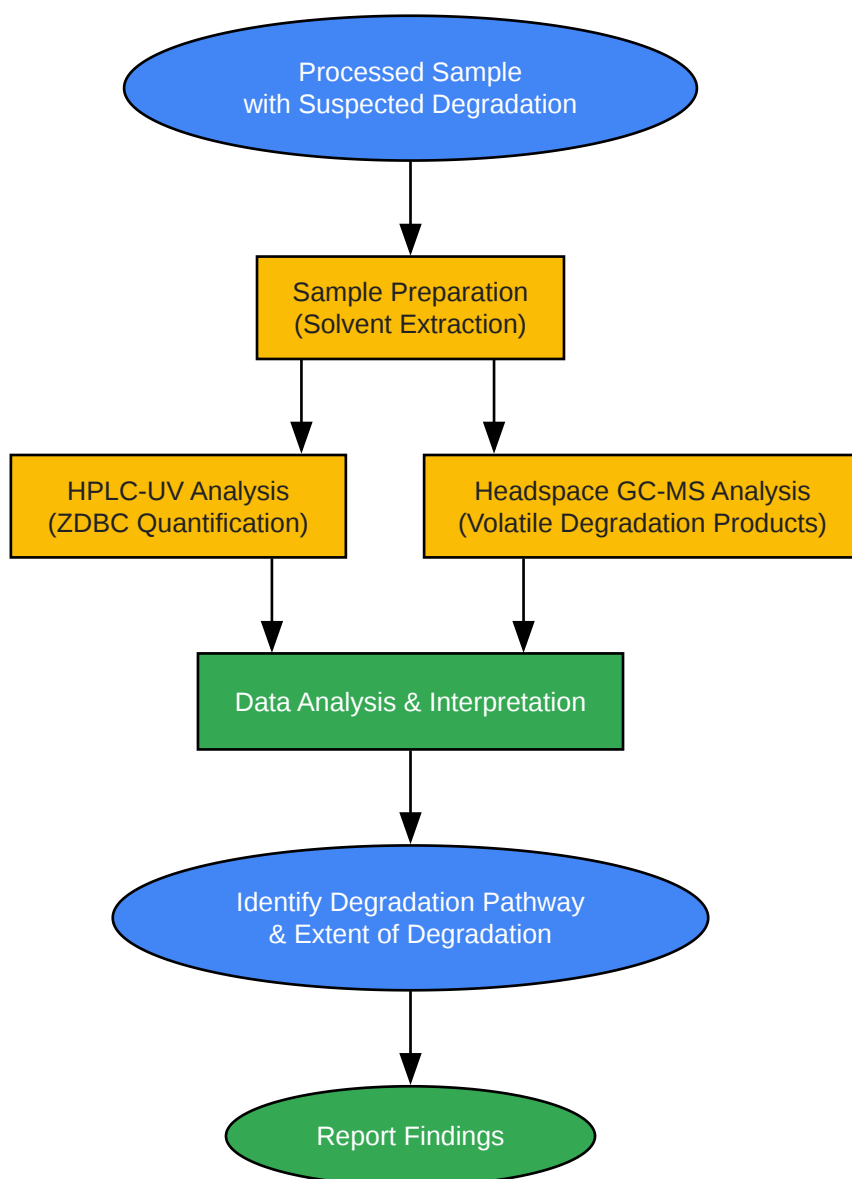 Processed Sample
with Suspected Degradation
Sample Preparation
(Solvent Extraction)
HPLC-UV Analysis
(ZDBC Quantification)
Headspace GC-MS Analysis
(Volatile Degradation Products)
Data Analysis & Interpretation
Identify Degradation Pathway
& Extent of Degradation
Report Findings